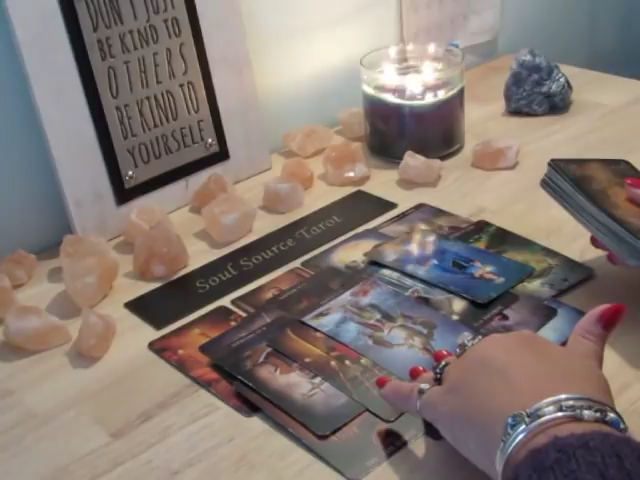 DON'T JUST
BE KIND TO
OTHERS
BE KIND TO
YOURSELF
Soul Source Tarot